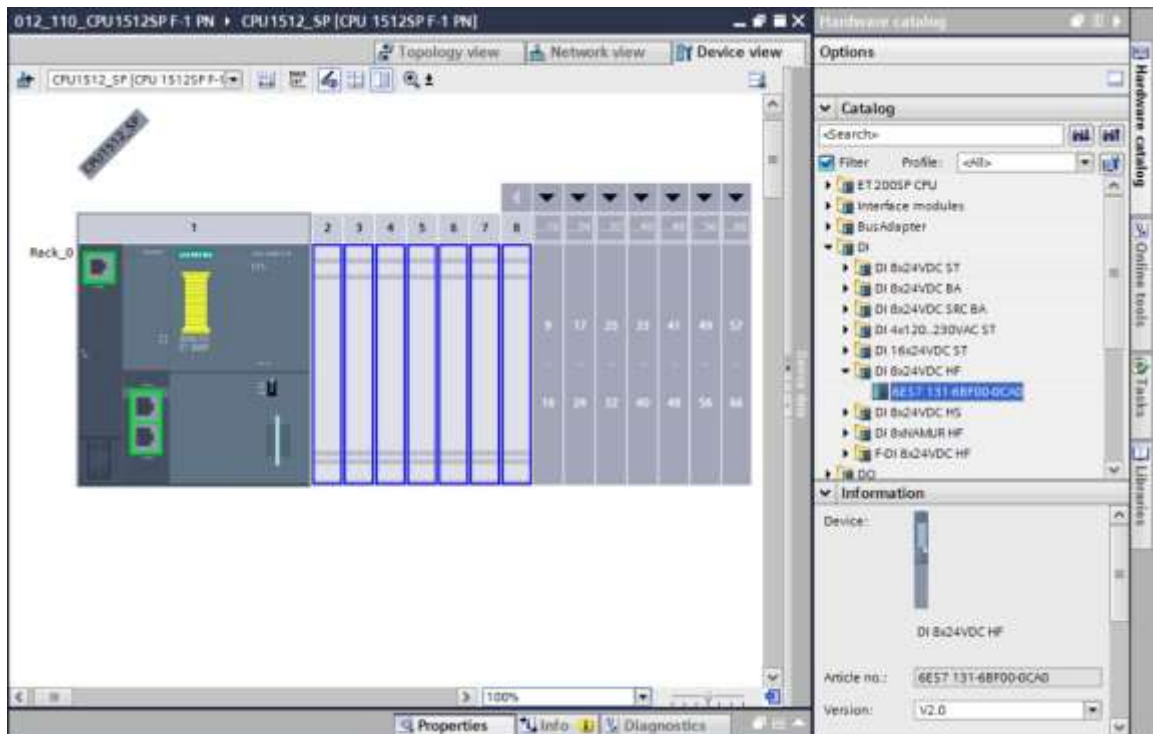 012_110_CPU1512SP F-1 PN ▸ CPU1512_SP [CPU 1512SP F-1 PN]
Topology view
Network view
Device view
CPU1512_SP [CPU 1512SP F-1
CPU1512_SP
1 2 3 4 5 6 7 8
Rack_0
9 17 25 33 41 49 57
16 24 32 40 48 56 64
100%
Properties
Info
Diagnostics
Hardware catalog
Options
Catalog
<Search>
Filter
Profile:
<All>
ET 200SP CPU
Interface modules
BusAdapter
DI
DI 8x24VDC ST
DI 8x24VDC BA
DI 8x24VDC SRC BA
DI 4x120..230VAC ST
DI 16x24VDC ST
DI 8x24VDC HF
6ES7 131-6BF00-0CA0
DI 8x24VDC HS
DI 8xNAMUR HF
F-DI 8x24VDC HF
DO
Information
Device:
DI 8x24VDC HF
Article no.:
6ES7 131-6BF00-0CA0
Version:
V2.0
Hardware catalog
Online tools
Tasks
Libraries